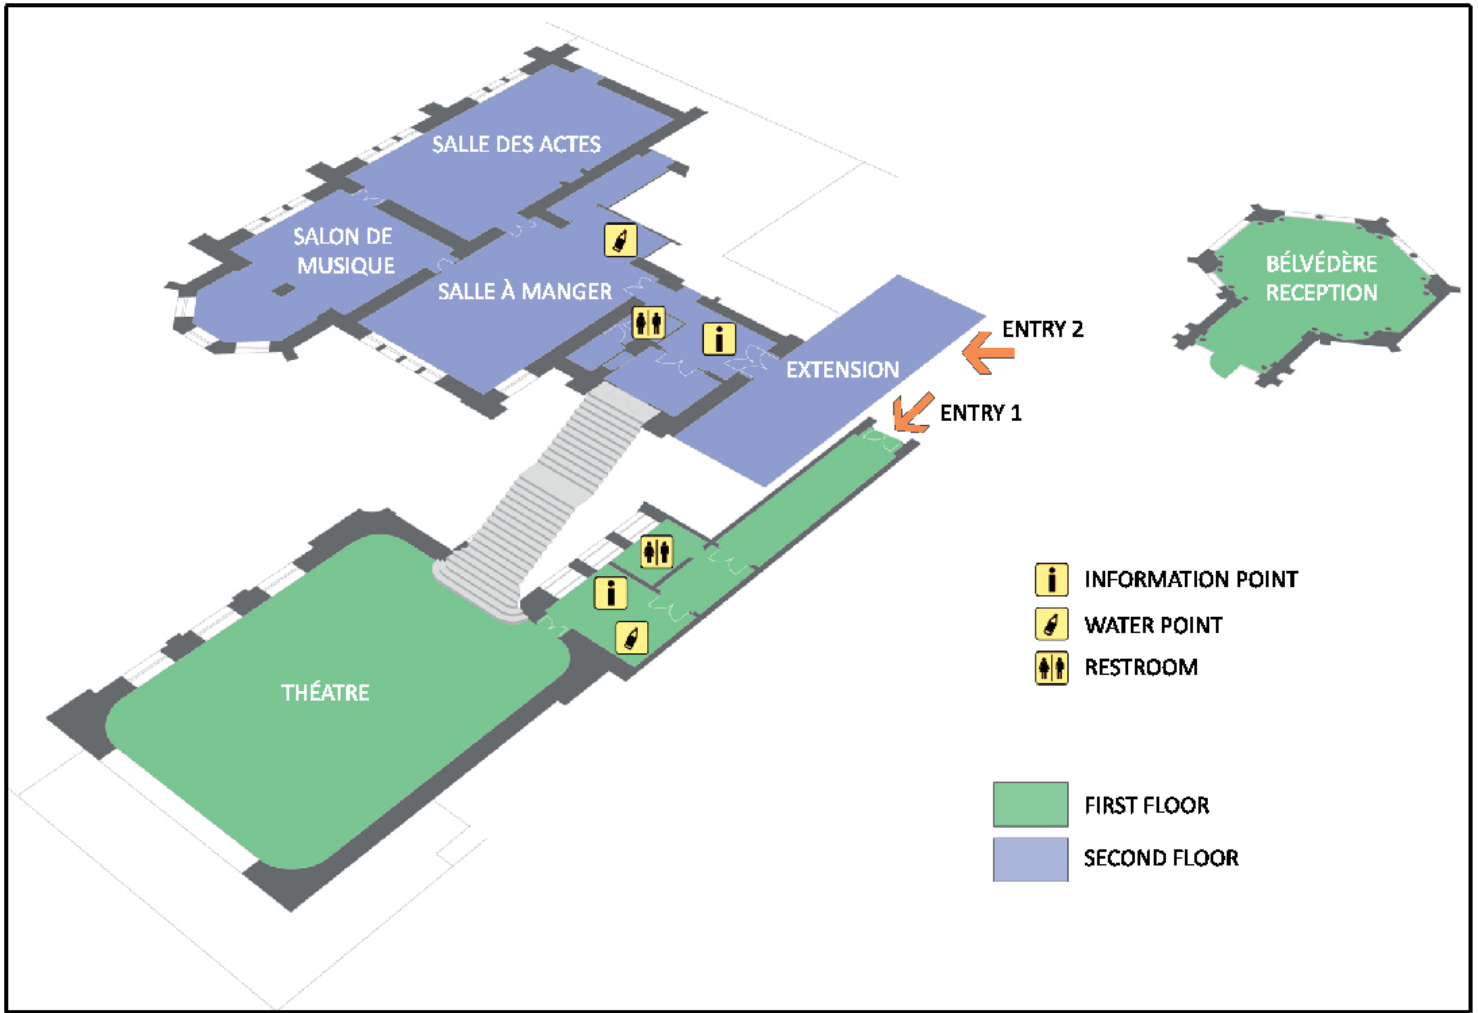 SALLE DES ACTES
SALON DE
MUSIQUE
SALLE À MANGER
EXTENSION
ENTRY 2
ENTRY 1
BÉLVÉDÈRE
RECEPTION
THÉATRE
INFORMATION POINT
WATER POINT
RESTROOM
FIRST FLOOR
SECOND FLOOR